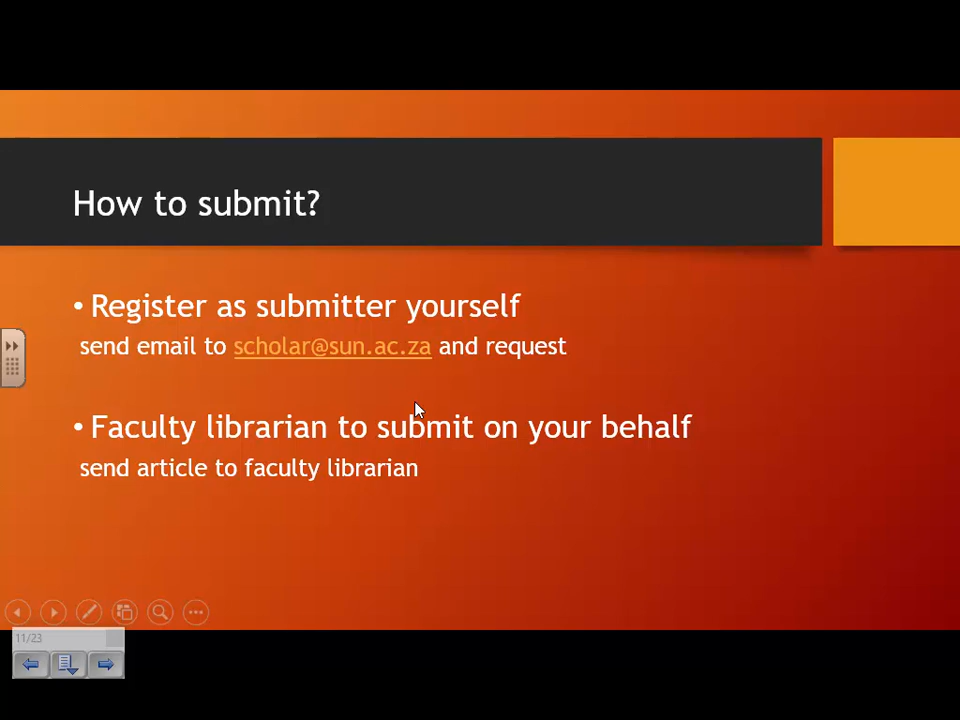 How to submit?
• Register as submitter yourself
send email to scholar@sun.ac.za and request
• Faculty librarian to submit on your behalf
send article to faculty librarian
11/23